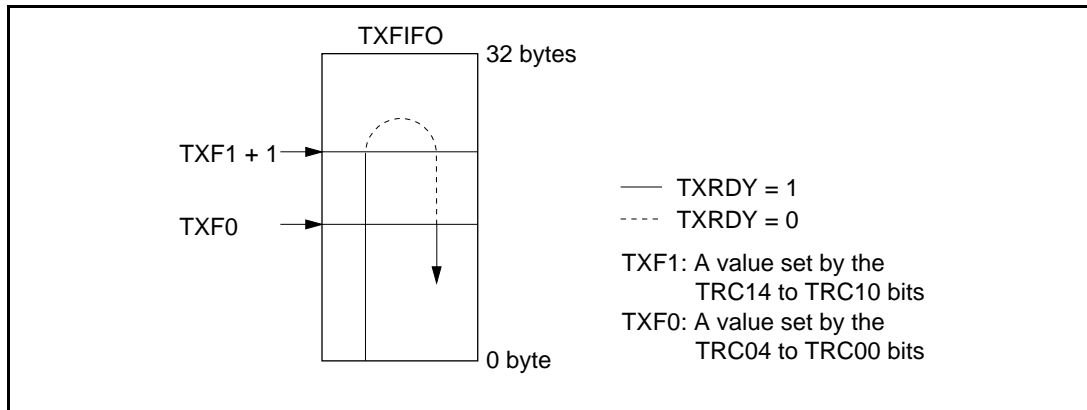 TXFIFO
32 bytes
TXF1 + 1
TXF0
0 byte
TXRDY = 1
TXRDY = 0
TXF1: A value set by the
TRC14 to TRC10 bits
TXF0: A value set by the
TRC04 to TRC00 bits